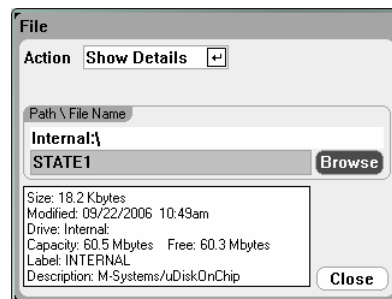 File
Action Show Details
Path \ File Name
Internal:\
STATE1 Browse
Size: 18.2 Kbytes
Modified: 09/22/2006 10:49am
Drive: Internal:
Capacity: 60.5 Mbytes Free: 60.3 Mbytes
Label: INTERNAL
Description: M-Systems/uDiskOnChip
Close